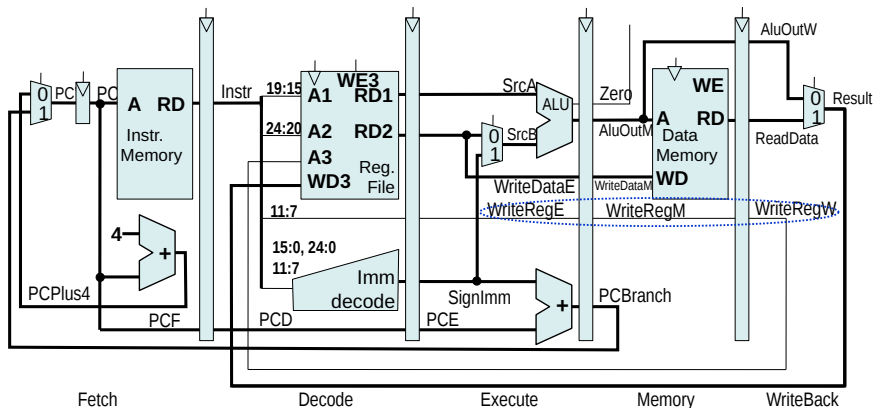 AluOutW
0
1
PC
PC
A RD
Instr.
Memory
Instr
19:15
WE3
A1 RD1
24:20
A2 RD2
A3
Reg.
File
WD3
SrcA
ALU
Zero
0
1
SrcB
AluOutM
WE
A RD
Data
Memory
WD
0
1
Result
ReadData
WriteDataE
WriteDataM
11:7
WriteRegE
WriteRegM
WriteRegW
4
+
15:0, 24:0
11:7
Imm
decode
SignImm
+
PCBranch
PCPlus4
PCF
PCD
PCE
Fetch
Decode
Execute
Memory
WriteBack